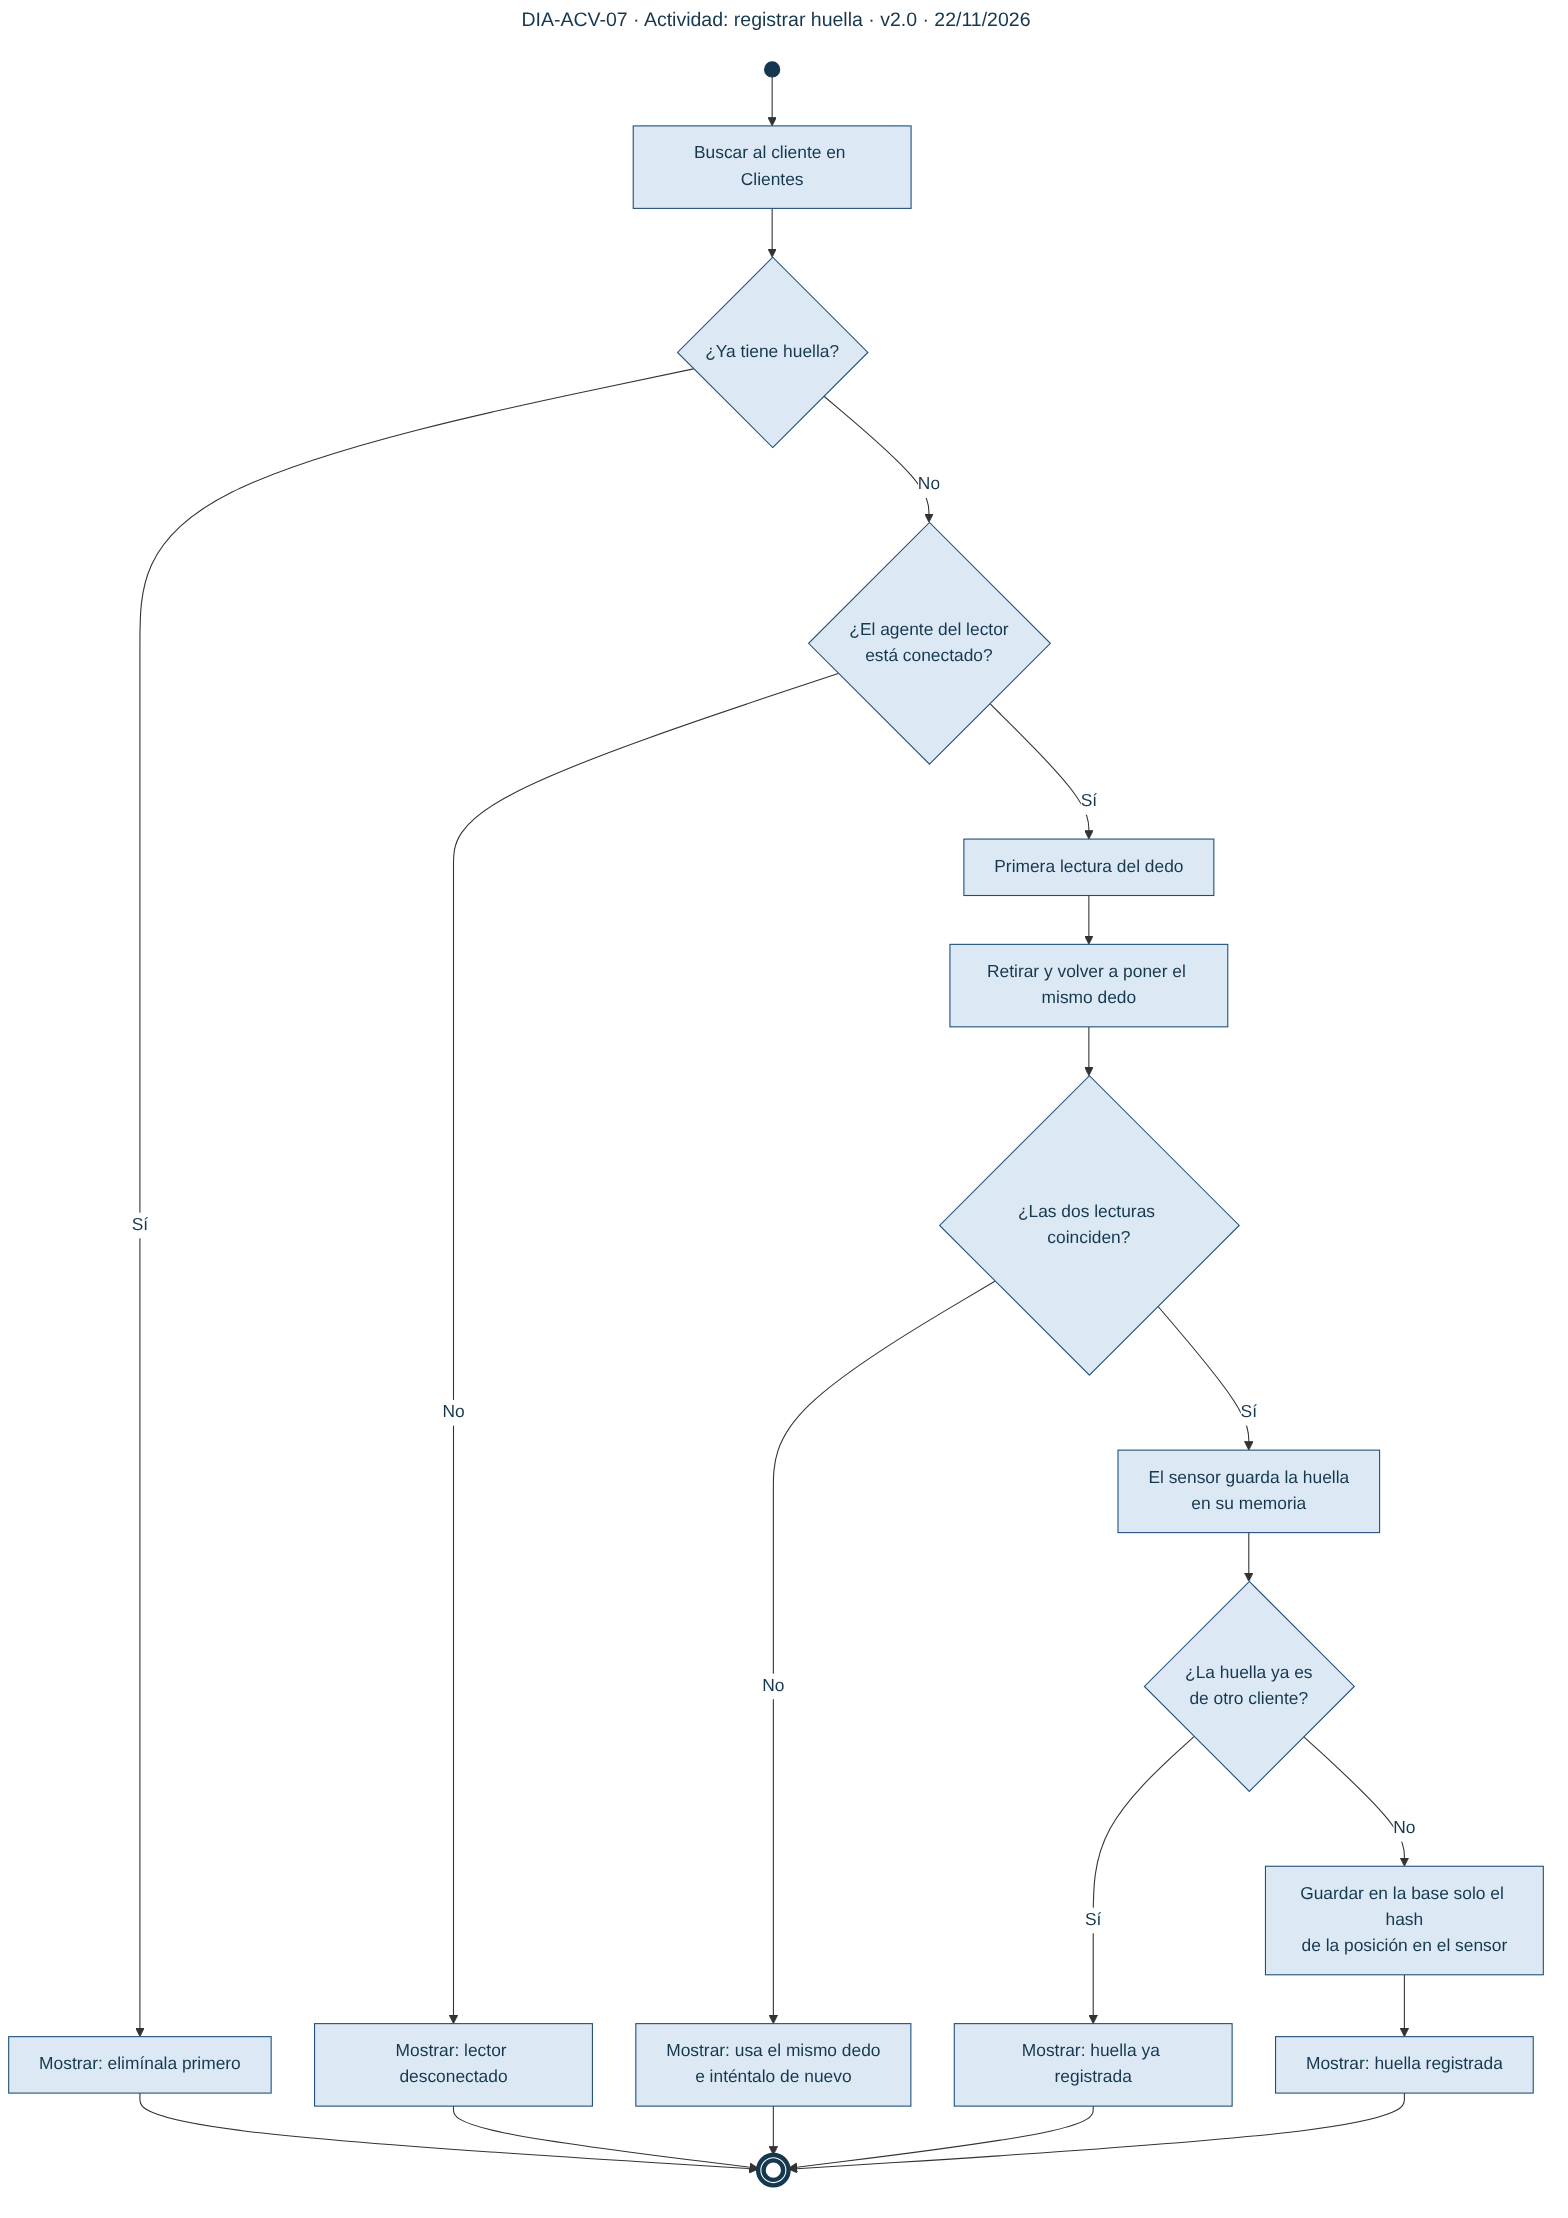 DIA-ACV-07 · Actividad: registrar huella · v2.0 · 22/11/2026
Buscar al cliente en
Clientes
¿Ya tiene huella?
No
¿El agente del lector
está conectado?
Sí
Primera lectura del dedo
Retirar y volver a poner el
mismo dedo
¿Las dos lecturas
coinciden?
Sí
No
Sí
El sensor guarda la huella
en su memoria
No
¿La huella ya es
de otro cliente?
No
Sí
Guardar en la base solo el
hash
de la posición en el sensor
Mostrar: elimínala primero
Mostrar: lector
desconectado
Mostrar: usa el mismo dedo
e inténtalo de nuevo
Mostrar: huella ya
registrada
Mostrar: huella registrada